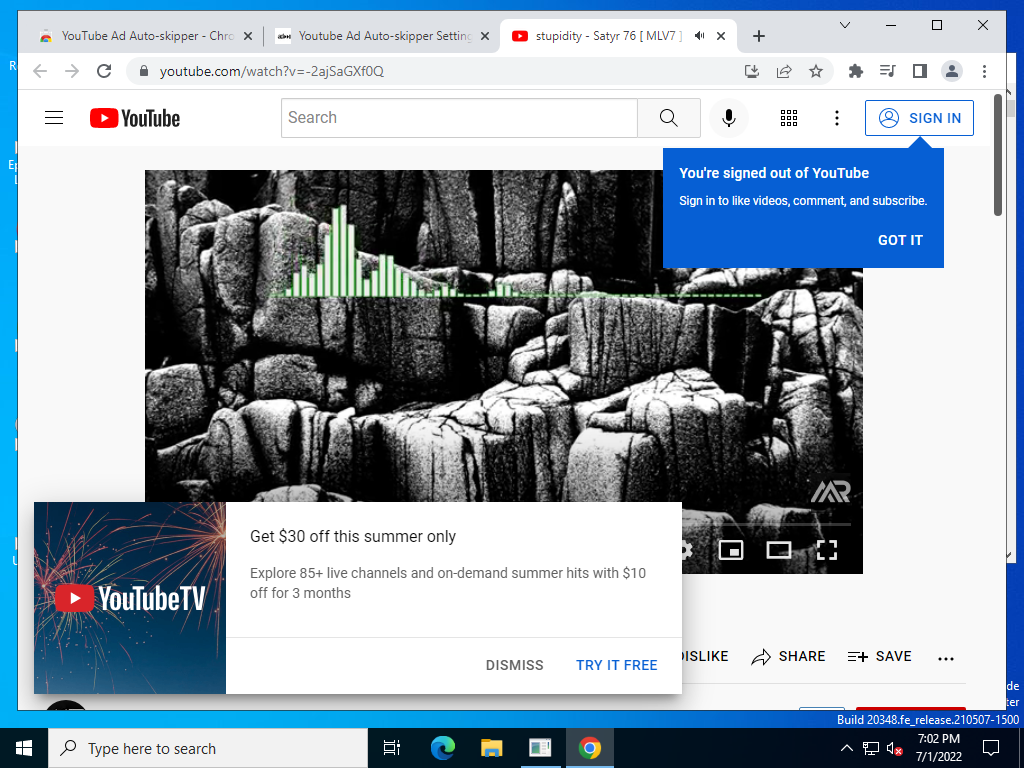 YouTube Ad Auto-skipper - Chro
Youtube Ad Auto-skipper Setting
stupidity - Satyr 76 [ MLV7 ]
youtube.com/watch?v=-2ajSaGXf0Q
YouTube
Search
SIGN IN
You're signed out of YouTube
Sign in to like videos, comment, and subscribe.
GOT IT
Get $30 off this summer only
Explore 85+ live channels and on-demand summer hits with $10
off for 3 months
YouTubeTV
DISMISS
TRY IT FREE
DISLIKE
SHARE
SAVE
Build 20348.fe_release.210507-1500
Type here to search
7:02 PM
7/1/2022